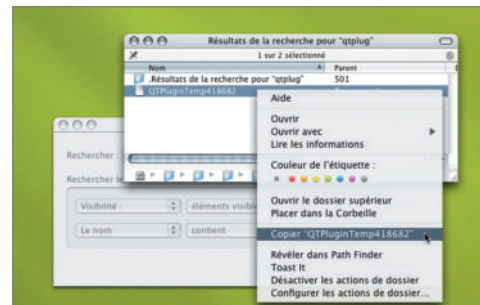 Résultats de la recherche pour "qtplug"
1 sur 2 sélectionné
Nom Parent
.Résultats de la recherche pour "qtplug" 501
QTPluginTemp418682
Aide
Ouvrir
Ouvrir avec
Lire les informations
Rechercher
Couleur de l'étiquette :
Rechercher le
Visibilité : éléments visible
Ouvrir le dossier supérieur
Placer dans la Corbeille
Le nom contient
Copier "QTPluginTemp418682"
Révéler dans Path Finder
Toast It
Désactiver les actions de dossier
Configurer les actions de dossier...